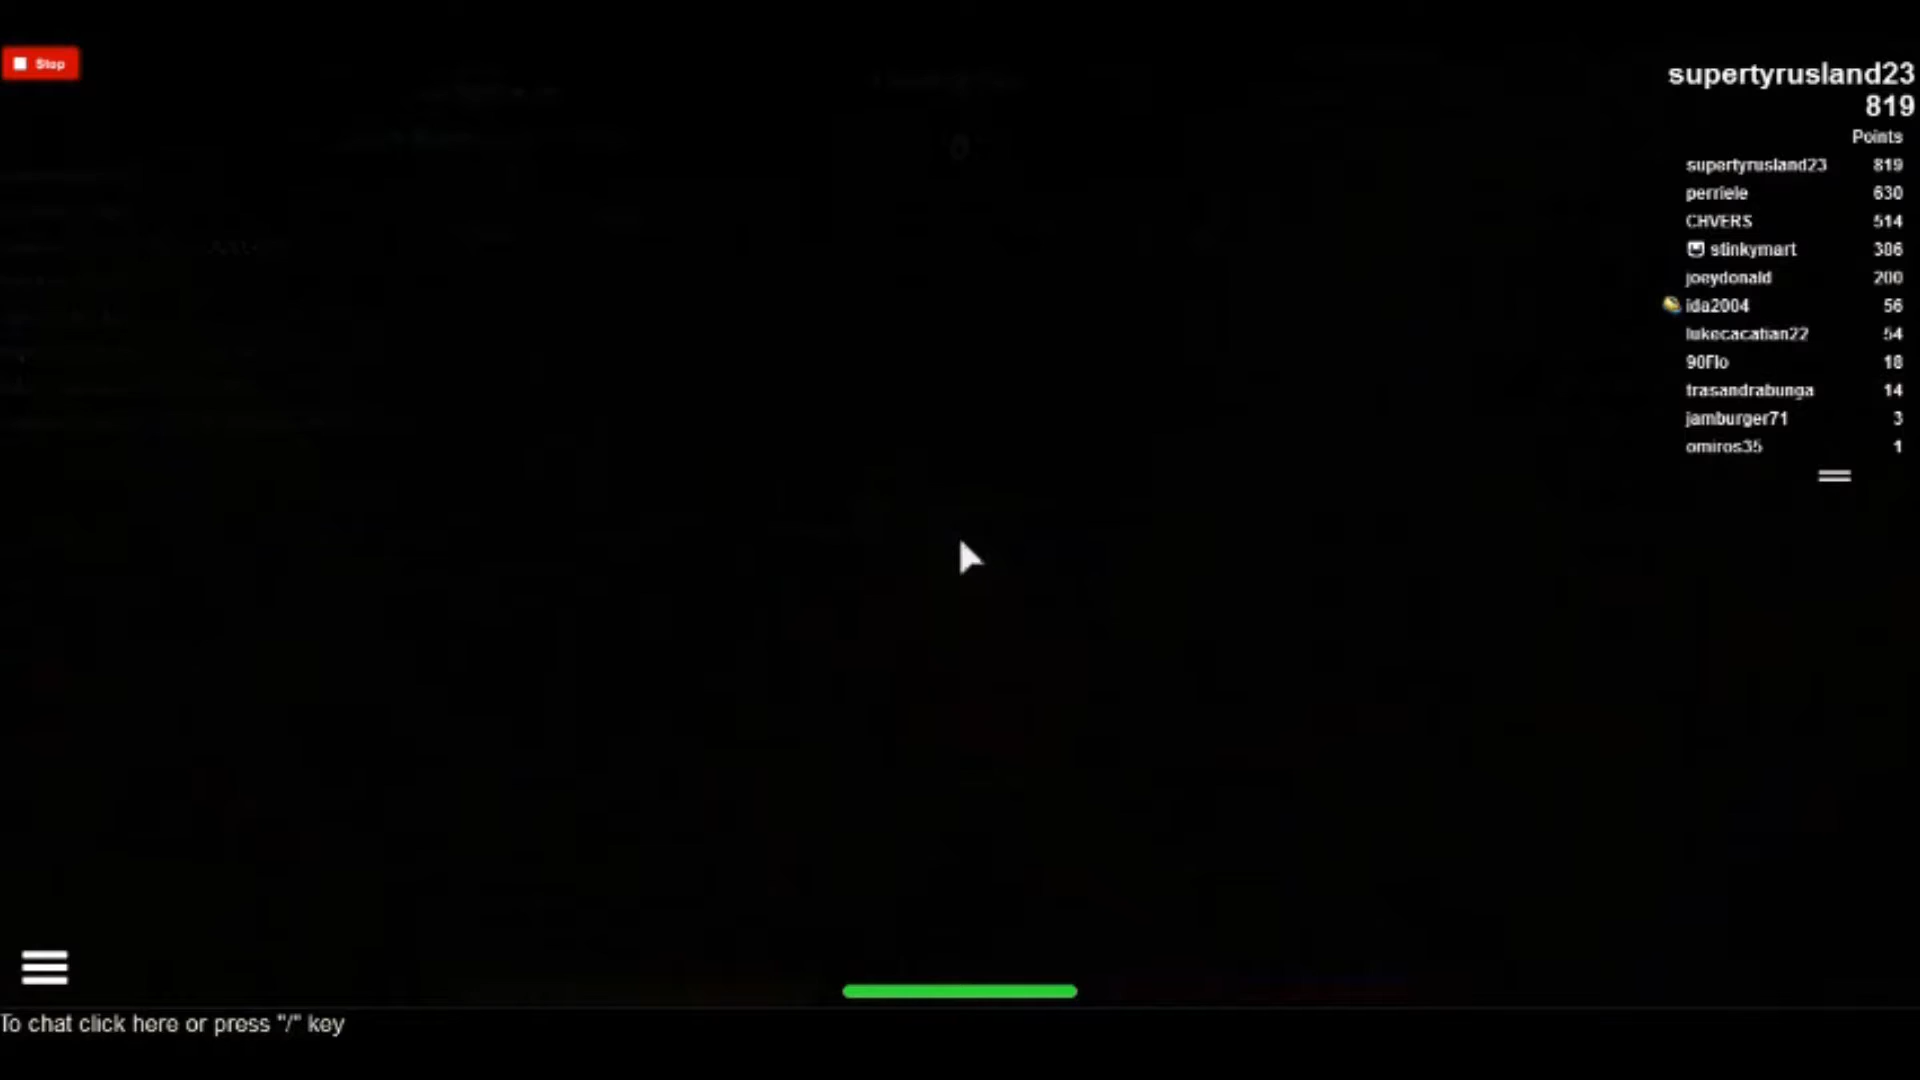 Stop
supertyrusland23
819
Points
supertyrusland23 819
perriele 630
CHVERS 514
stinkymart 386
joeydonald 200
ida2004 56
lukecacatian22 54
90Flo 18
trasandrabunga 14
jamburger71 3
omiros35 1
To chat click here or press "/" key